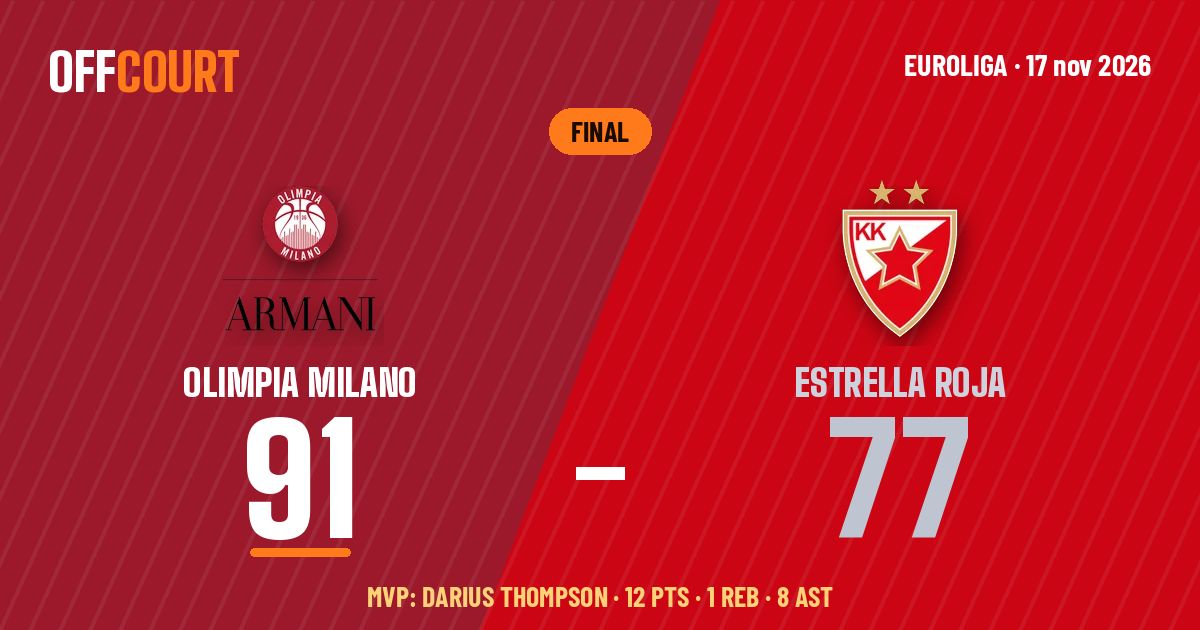 OFFCOURT
EUROLIGA · 17 nov 2026
FINAL
OLIMPIA
1936
MILANO
ARMANI
KK
OLIMPIA MILANO
ESTRELLA ROJA
91
–
77
MVP: DARIUS THOMPSON · 12 PTS · 1 REB · 8 AST